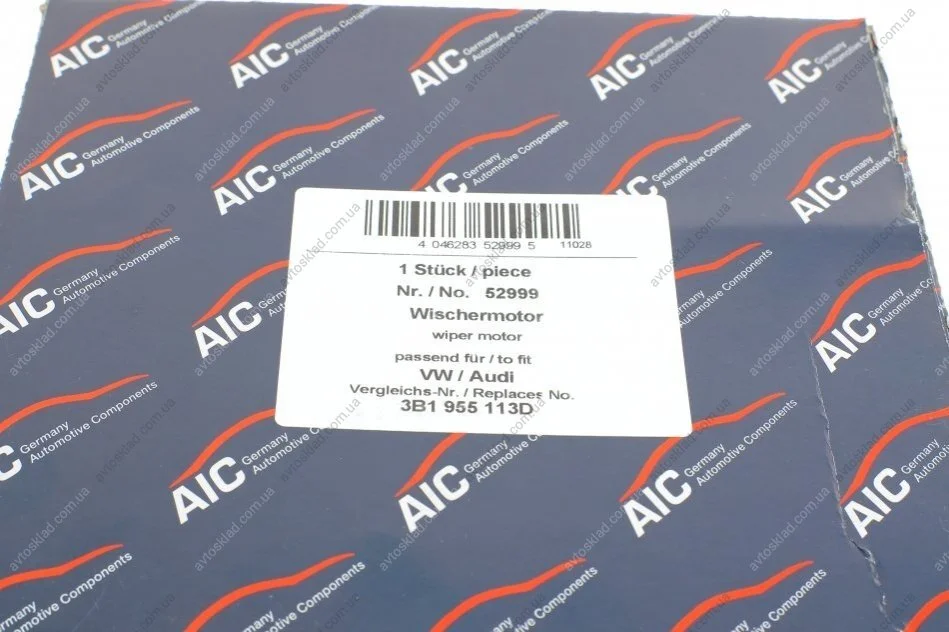 AIC Germany
Automotive Components
avtosklad.com.ua
4 046283 52999 5 11028
1 Stück / piece
Nr. / No. 52999
Wischermotor
wiper motor
passend für / to fit
VW / Audi
Vergleichs-Nr. / Replaces No.
3B1 955 113D